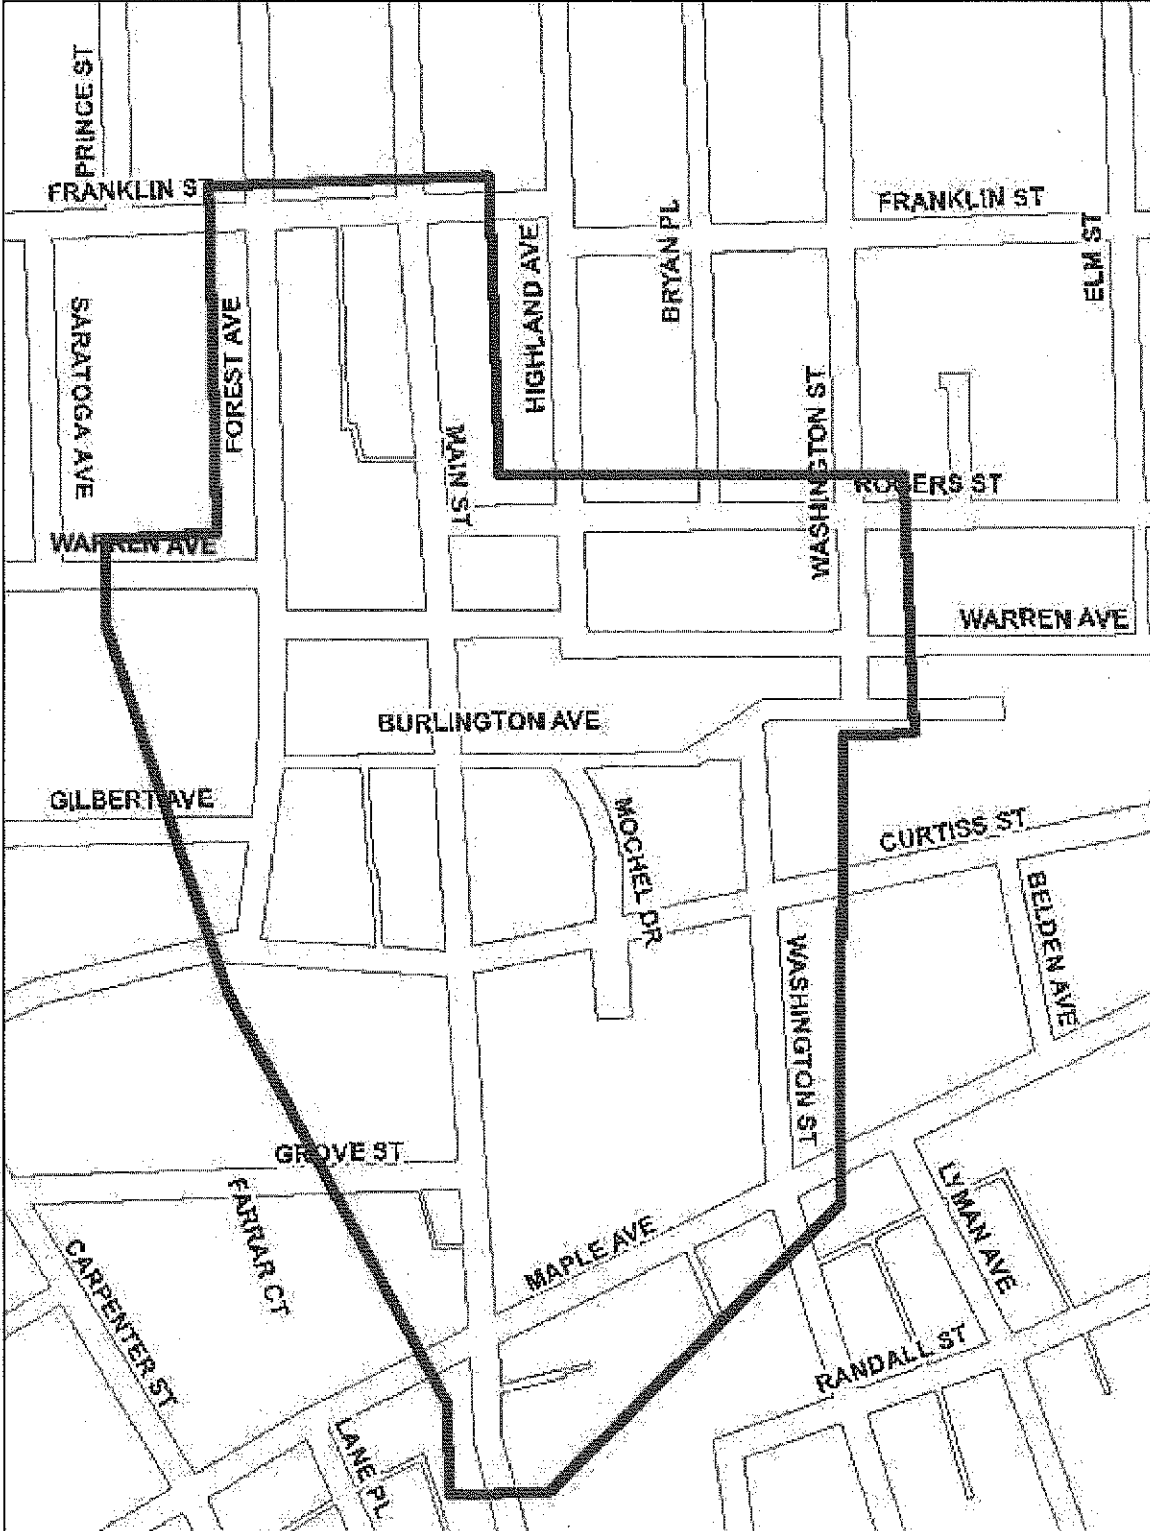 PRINCE ST
FRANKLIN ST
FRANKLIN ST
SARATOGA AVE
FOREST AVE
MAIN ST
HIGHLAND AVE
BRYAN PL
WASHINGTON ST
ELM ST
ROGERS ST
WARREN AVE
WARREN AVE
BURLINGTON AVE
GILBERT AVE
MOCHEL DR
CURTISS ST
BELDEN AVE
WASHINGTON ST
GROVE ST
FARRAR CT
CARPENTER ST
MAPLE AVE
LYMAN AVE
RANDALL ST
LANE PL